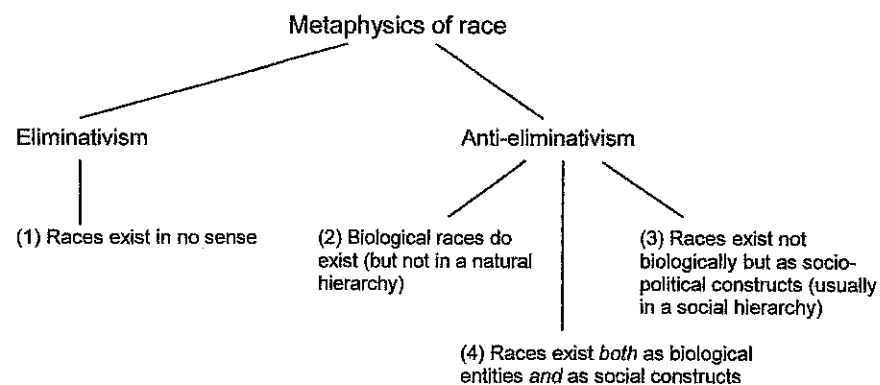 Metaphysics of race
Eliminativism
Anti-eliminativism
(1) Races exist in no sense
(2) Biological races do
exist (but not in a natural
hierarchy)
(3) Races exist not
biologically but as socio-
political constructs (usually
in a social hierarchy)
(4) Races exist both as biological
entities and as social constructs